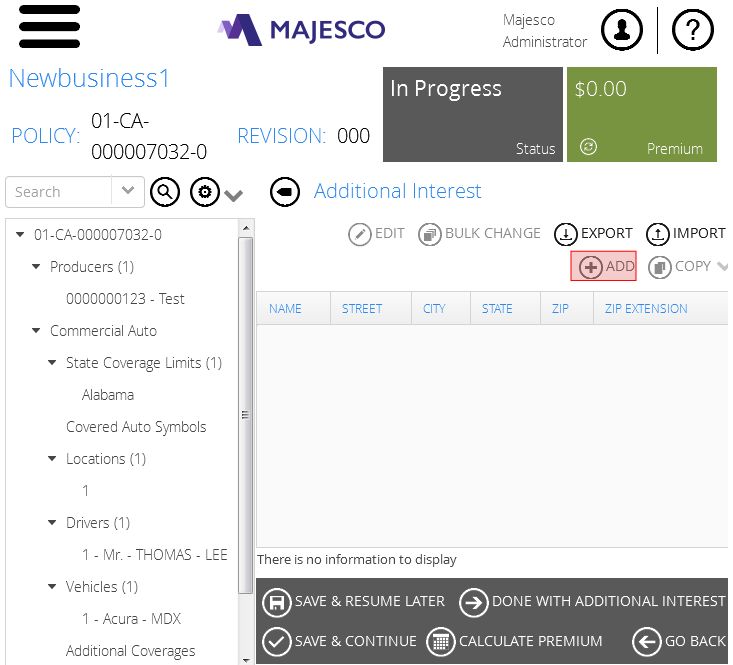 MAJESCO
Majesco
Administrator
?
Newbusiness1
POLICY:
01-CA-
000007032-0
REVISION: 000
In Progress
Status
$0.00
Premium
Search
Additional Interest
EDIT BULK CHANGE EXPORT IMPORT
ADD COPY
NAME STREET CITY STATE ZIP ZIP EXTENSION
There is no information to display
01-CA-000007032-0
Producers (1)
0000000123 - Test
Commercial Auto
State Coverage Limits (1)
Alabama
Covered Auto Symbols
Locations (1)
1
Drivers (1)
1 - Mr. - THOMAS - LEE
Vehicles (1)
1 - Acura - MDX
Additional Coverages
SAVE & RESUME LATER DONE WITH ADDITIONAL INTEREST
SAVE & CONTINUE CALCULATE PREMIUM GO BACK